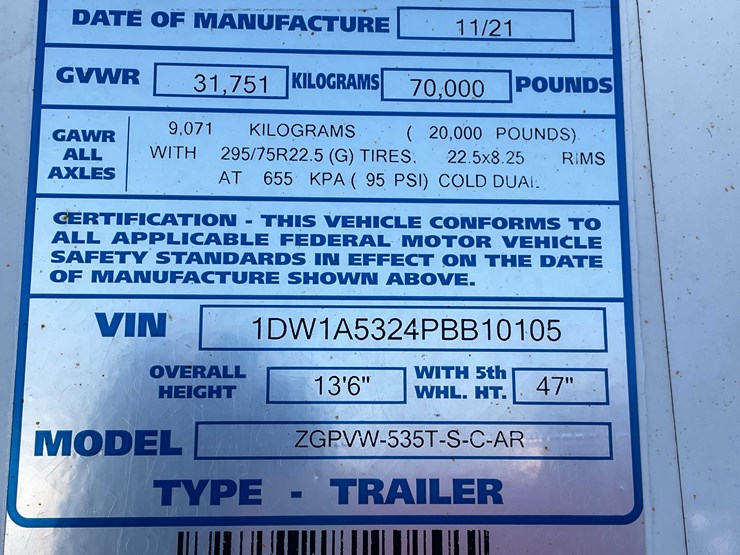 DATE OF MANUFACTURE 11/21
GVWR 31,751 KILOGRAMS 70,000 POUNDS
GAWR ALL AXLES
9,071 KILOGRAMS ( 20,000 POUNDS)
WITH 295/75R22.5 (G) TIRES. 22.5x8.25 RIMS
AT 655 KPA ( 95 PSI) COLD DUAL
CERTIFICATION - THIS VEHICLE CONFORMS TO
ALL APPLICABLE FEDERAL MOTOR VEHICLE
SAFETY STANDARDS IN EFFECT ON THE DATE
OF MANUFACTURE SHOWN ABOVE.
VIN 1DW1A5324PBB10105
OVERALL HEIGHT 13'6" WITH 5th WHL. HT. 47"
MODEL ZGPVW-535T-S-C-AR
TYPE - TRAILER